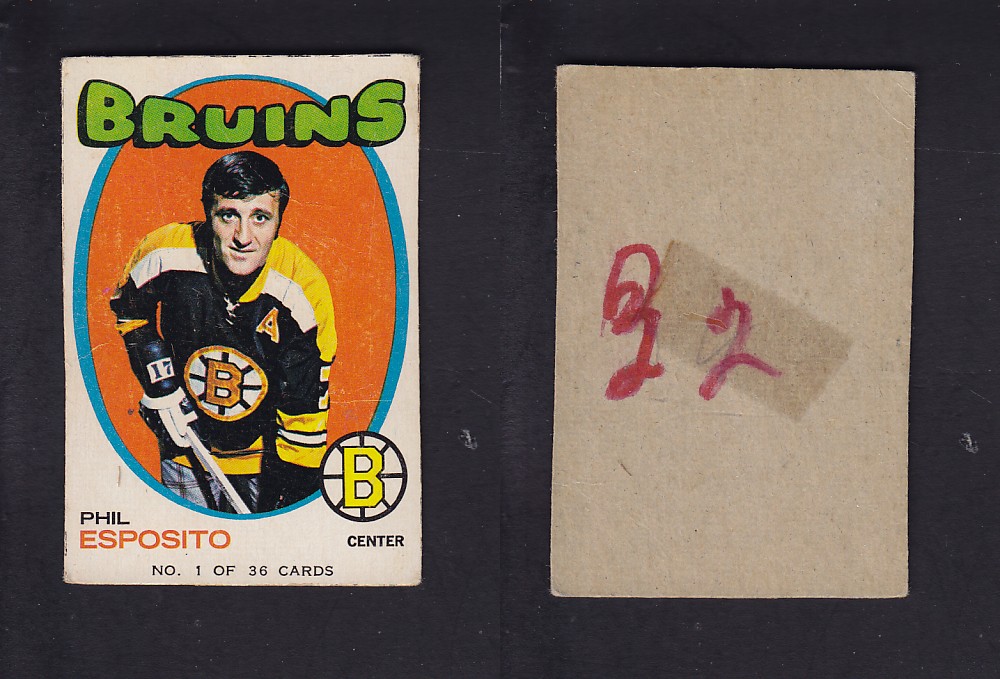 BRUINS
A
17
B
B
PHIL
ESPOSITO
CENTER
NO. 1 OF 36 CARDS